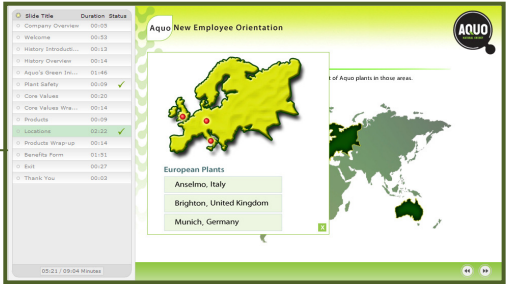 Slide Title Duration Status
Company Overview 00:05
Welcome 00:53
History Introducti... 00:13
History Overview 00:14
Aquo's Green Ini... 01:46
Plant Safety 00:09
Core Values 00:20
Core Values Wra... 00:14
Products 00:09
Locations 02:22
Products Wrap-up 00:14
Benefits Form 01:51
Exit 00:27
Thank You 00:02
05:21 / 09:04 Minutes
Aquo New Employee Orientation
AQUO
t of Aquo plants in those areas.
European Plants
Anselmo, Italy
Brighton, United Kingdom
Munich, Germany
X